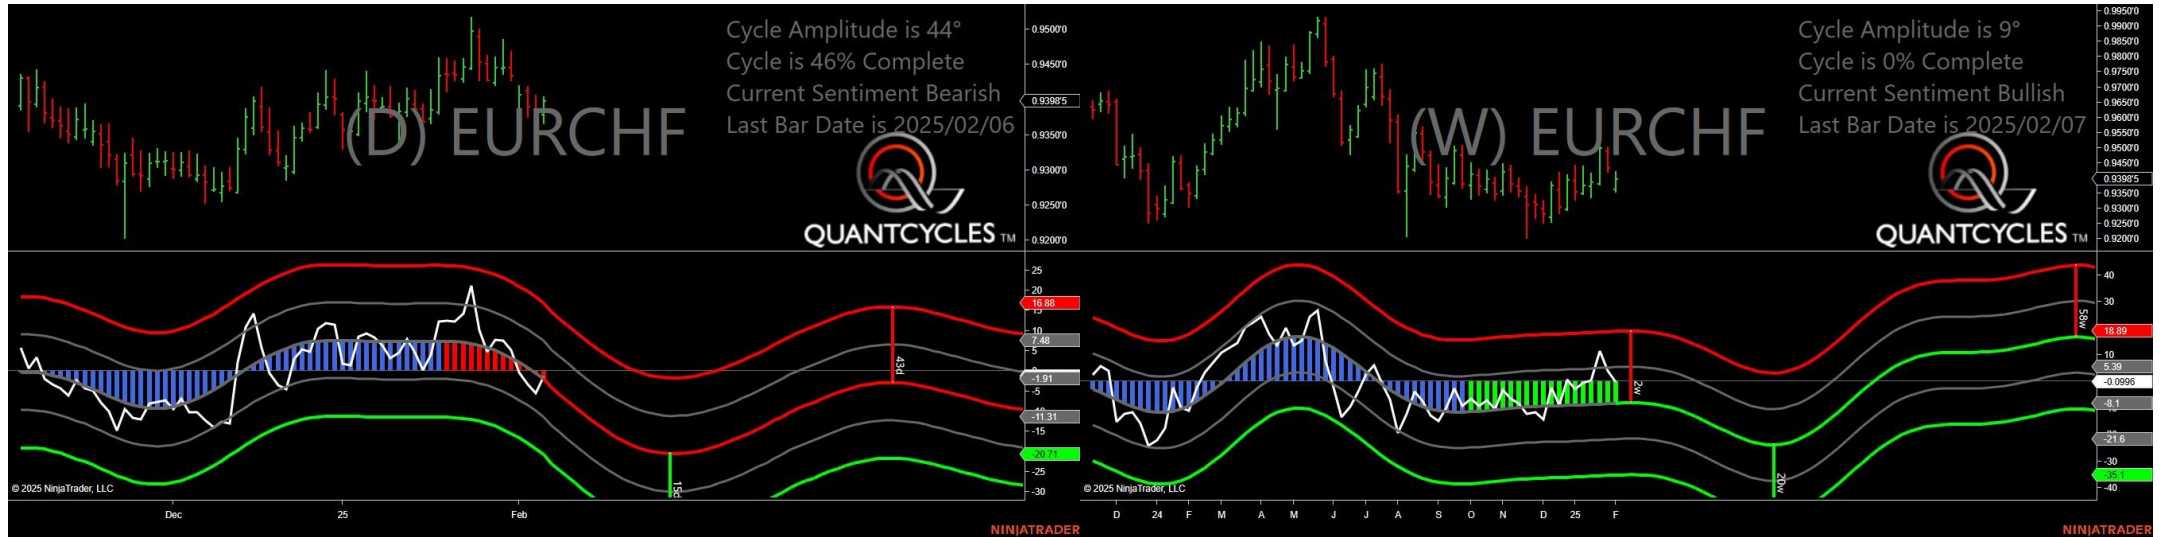 Cycle Amplitude is 44°
Cycle is 46% Complete
Current Sentiment Bearish
Last Bar Date is 2025/02/06
(D) EURCHF
QUANTCYCLES TM
0.9500'0
0.9450'0
0.9398'5
0.9350'0
0.9300'0
0.9250'0
0.9200'0
25
20
16.88
10
7.48
5
-1.91
-5
-11.31
-15
-20.71
-25
-30
43d
15d
© 2025 NinjaTrader, LLC
Dec
25
Feb
NINJATRADER
Cycle Amplitude is 9°
Cycle is 0% Complete
Current Sentiment Bullish
Last Bar Date is 2025/02/07
(W) EURCHF
QUANTCYCLES TM
0.9950'0
0.9900'0
0.9850'0
0.9800'0
0.9750'0
0.9700'0
0.9650'0
0.9600'0
0.9550'0
0.9500'0
0.9450'0
0.9398'5
0.9350'0
0.9300'0
0.9250'0
0.9200'0
40
30
18.89
10
5.39
-0.0996
-8.1
-21.6
-30
-35.1
-40
58w
2w
20w
© 2025 NinjaTrader, LLC
D 24 F M A M J J A S O N D 25 F
NINJATRADER